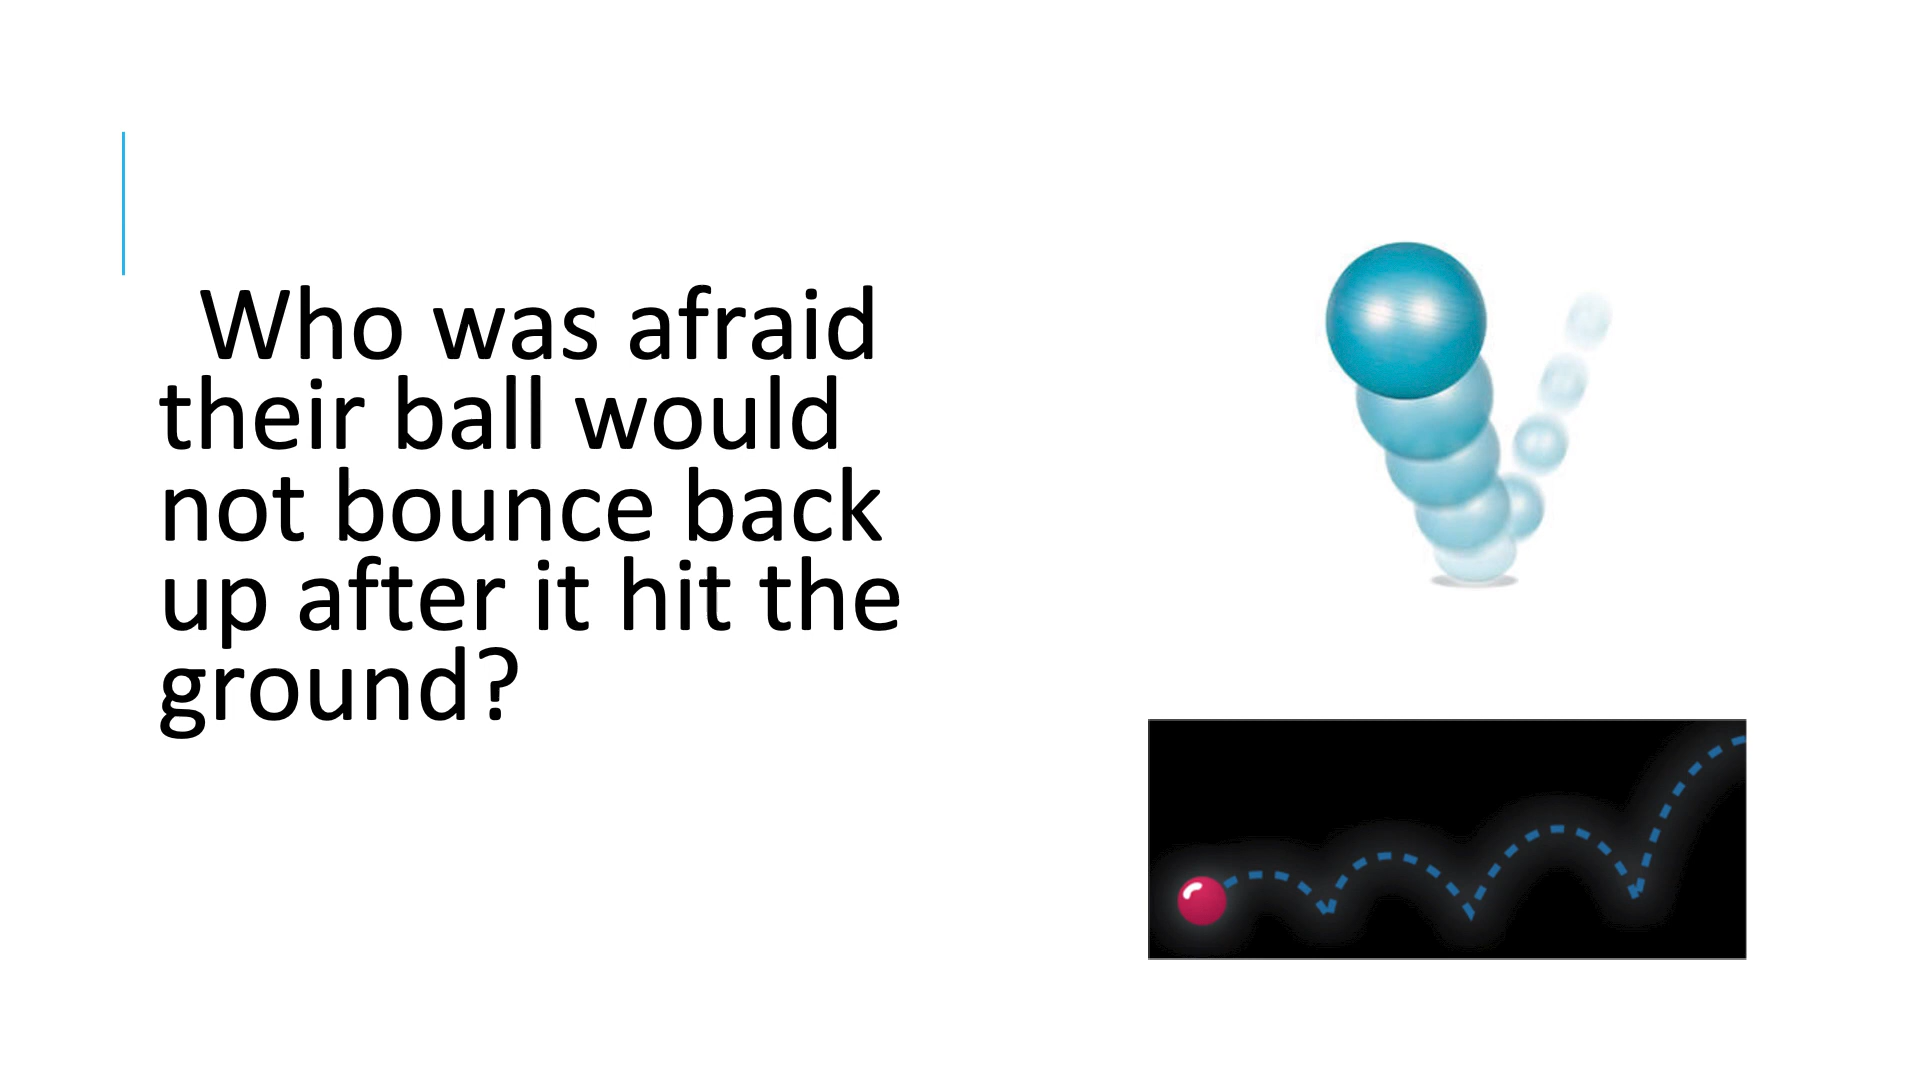 Who was afraid
their ball would
not bounce back
up after it hit the
ground?